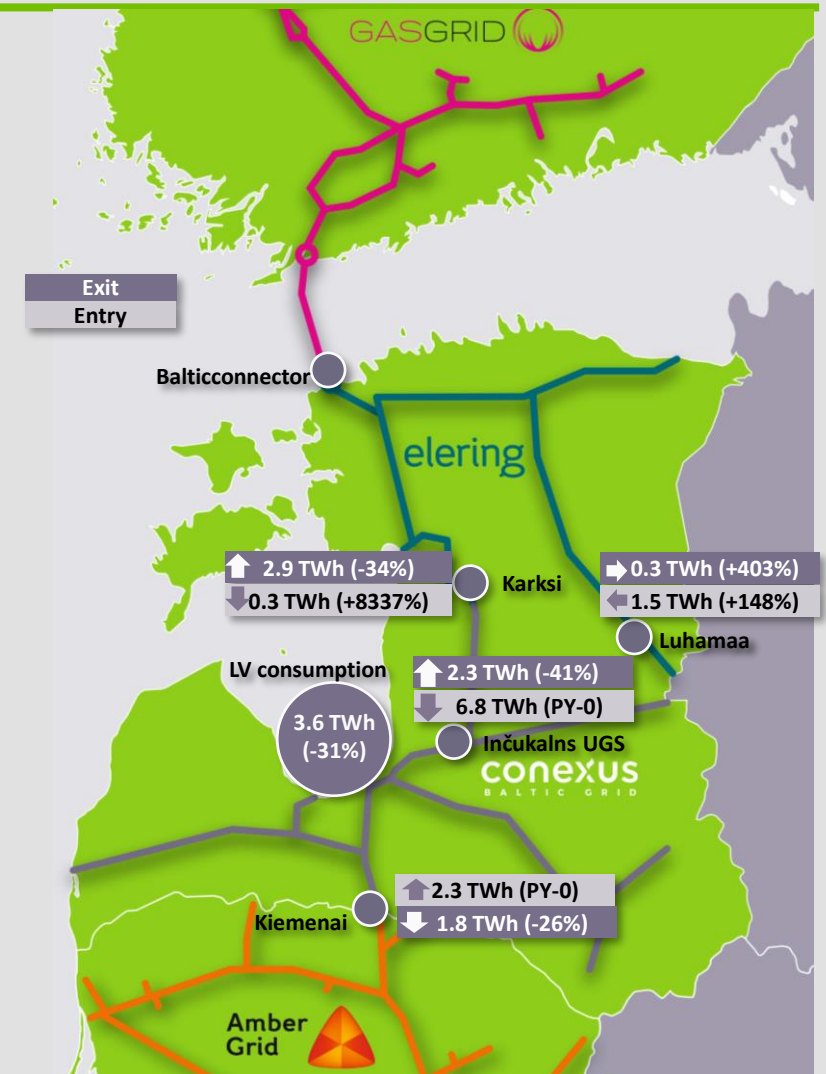 GASGRID
Exit
Entry
Balticconnector
elering
2.9 TWh (-34%)
0.3 TWh (+8337%)
Karksi
0.3 TWh (+403%)
1.5 TWh (+148%)
Luhamaa
LV consumption
3.6 TWh
(-31%)
2.3 TWh (-41%)
6.8 TWh (PY-0)
Inčukalns UGS
conexus
BALTIC GRID
2.3 TWh (PY-0)
1.8 TWh (-26%)
Kiemenai
Amber
Grid